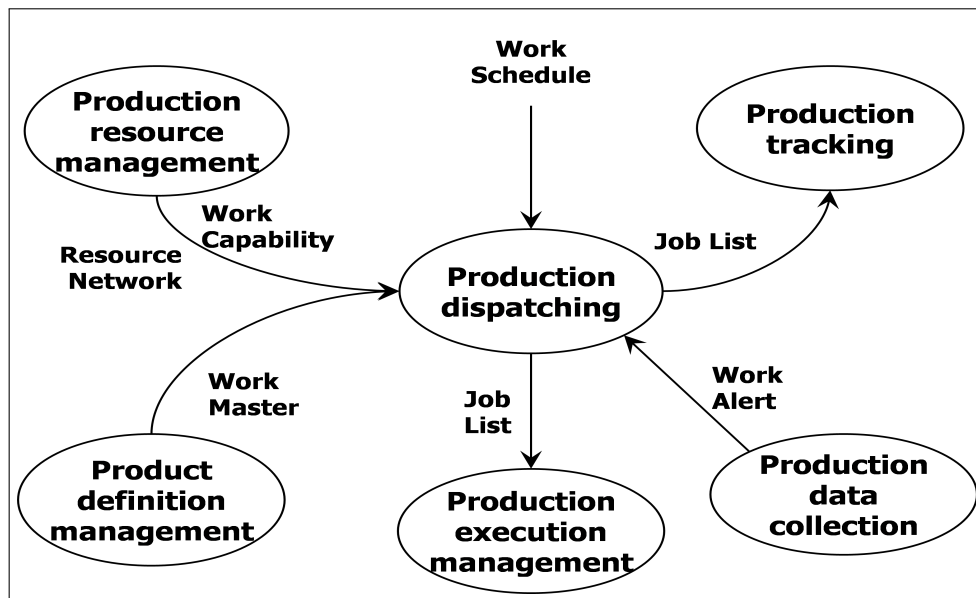 Work
Schedule
Production
resource
management
Production
tracking
Work
Capability
Resource
Network
Job List
Production
dispatching
Work
Master
Job
List
Work
Alert
Product
definition
management
Production
execution
management
Production
data
collection